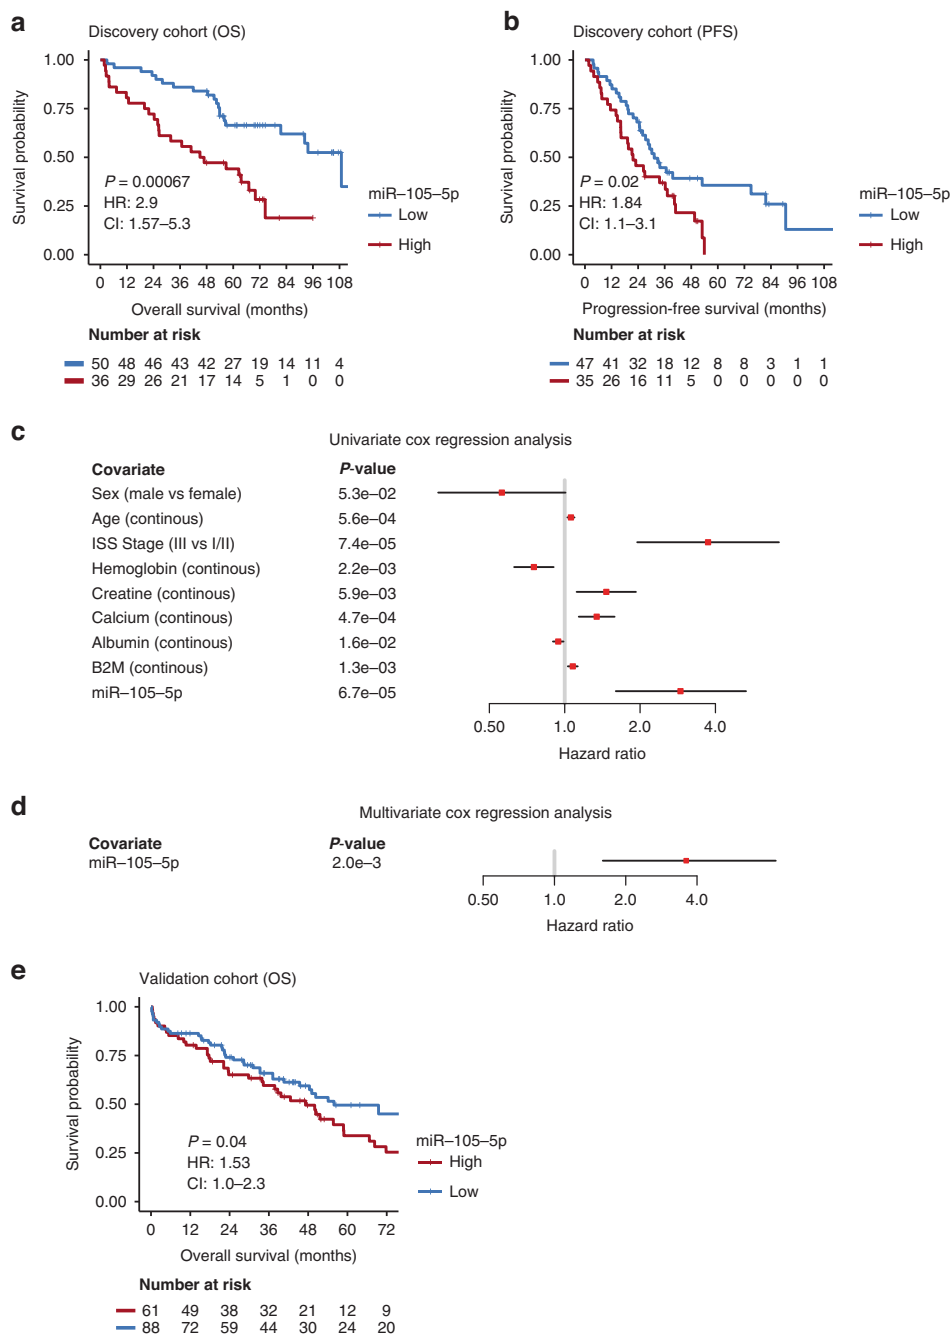 a
Discovery cohort (OS)
1.00
0.75
0.50
0.25
0.00
Survival probability
P = 0.00067
HR: 2.9
CI: 1.57–5.3
miR–105–5p
Low
High
0 12 24 36 48 60 72 84 96 108
Overall survival (months)
Number at risk
50 48 46 43 42 27 19 14 11 4
36 29 26 21 17 14 5 1 0 0
b
Discovery cohort (PFS)
1.00
0.75
0.50
0.25
0.00
Survival probability
P = 0.02
HR: 1.84
CI: 1.1–3.1
miR–105–5p
Low
High
0 12 24 36 48 60 72 84 96 108
Progression-free survival (months)
Number at risk
47 41 32 18 12 8 8 3 1 1
35 26 16 11 5 0 0 0 0 0
c
Univariate cox regression analysis
Covariate P-value
Sex (male vs female) 5.3e–02
Age (continous) 5.6e–04
ISS Stage (III vs I/II) 7.4e–05
Hemoglobin (continous) 2.2e–03
Creatine (continous) 5.9e–03
Calcium (continous) 4.7e–04
Albumin (continous) 1.6e–02
B2M (continous) 1.3e–03
miR–105–5p 6.7e–05
0.50 1.0 2.0 4.0
Hazard ratio
d
Multivariate cox regression analysis
Covariate P-value
miR–105–5p 2.0e–3
0.50 1.0 2.0 4.0
Hazard ratio
e
Validation cohort (OS)
1.00
0.75
0.50
0.25
0.00
Survival probability
P = 0.04
HR: 1.53
CI: 1.0–2.3
miR–105–5p
High
Low
0 12 24 36 48 60 72
Overall survival (months)
Number at risk
61 49 38 32 21 12 9
88 72 59 44 30 24 20